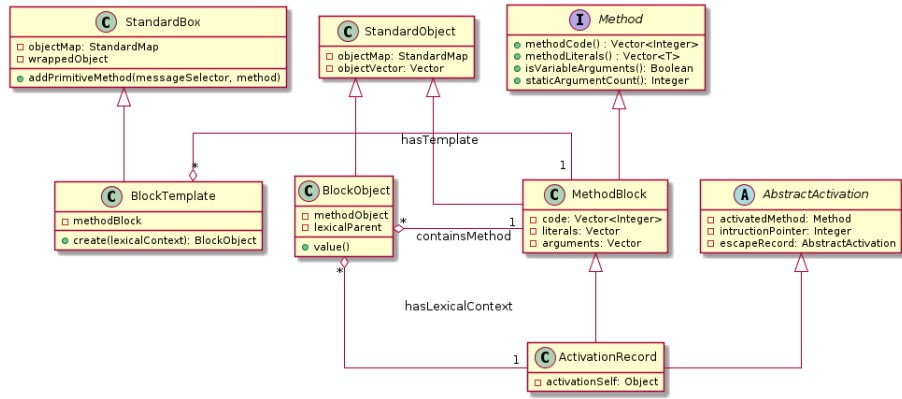 C StandardBox
objectMap: StandardMap
wrappedObject
addPrimitiveMethod(messageSelector, method)
C StandardObject
objectMap: StandardMap
objectVector: Vector
I Method
methodCode() : Vector<Integer>
methodLiterals() : Vector<T>
isVariableArguments(): Boolean
staticArgumentCount(): Integer
hasTemplate
*
1
C BlockTemplate
methodBlock
create(lexicalContext): BlockObject
C BlockObject
methodObject
lexicalParent
value()
*
1
containsMethod
C MethodBlock
code: Vector<Integer>
literals: Vector
arguments: Vector
A AbstractActivation
activatedMethod: Method
intructionPointer: Integer
escapeRecord: AbstractActivation
*
hasLexicalContext
1
C ActivationRecord
activationSelf: Object